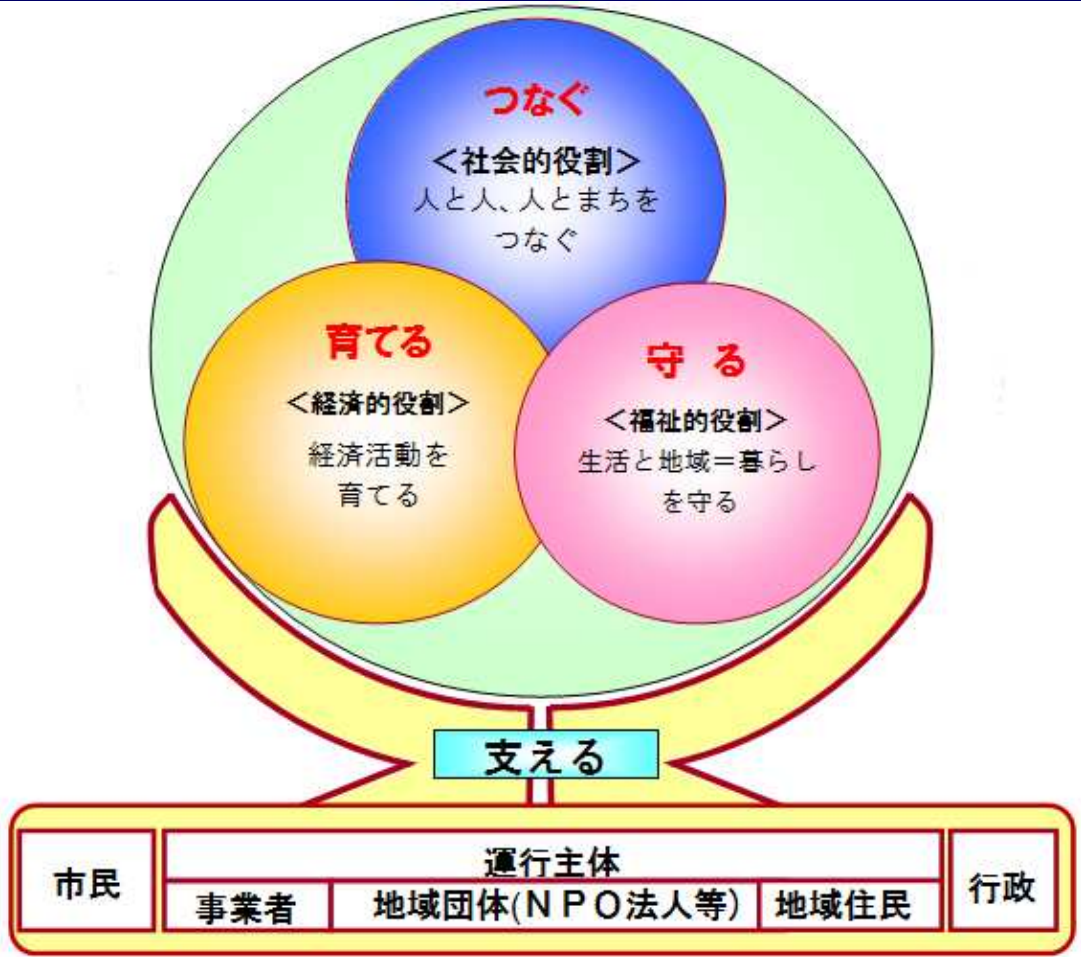 つなぐ
＜社会的役割＞
人と人、人とまちを
つなぐ
育てる
＜経済的役割＞
経済活動を
育てる
守 る
＜福祉的役割＞
生活と地域＝暮らし
を守る
支える
市民
運行主体
事業者
地域団体(ＮＰＯ法人等)
地域住民
行政